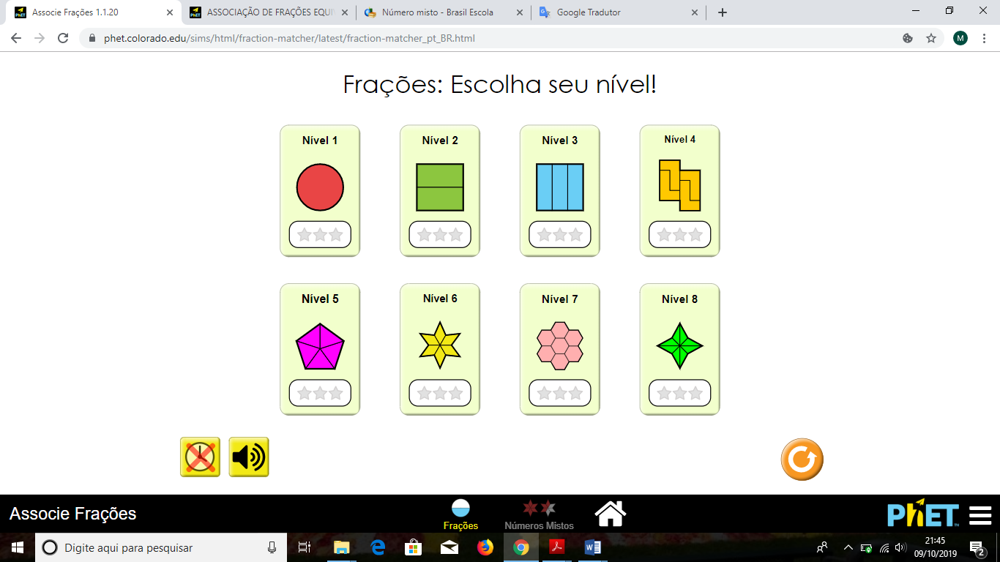 Associe Frações 1.1.20
ASSOCIAÇÃO DE FRAÇÕES EQUI
Número misto - Brasil Escola
Google Tradutor
phet.colorado.edu/sims/html/fraction-matcher/latest/fraction-matcher_pt_BR.html
M
Frações: Escolha seu nível!
Nível 1
Nível 2
Nível 3
Nível 4
Nível 5
Nível 6
Nível 7
Nível 8
Associe Frações
Frações
Números Mistos
PhET
Digite aqui para pesquisar
21:45
09/10/2019
2